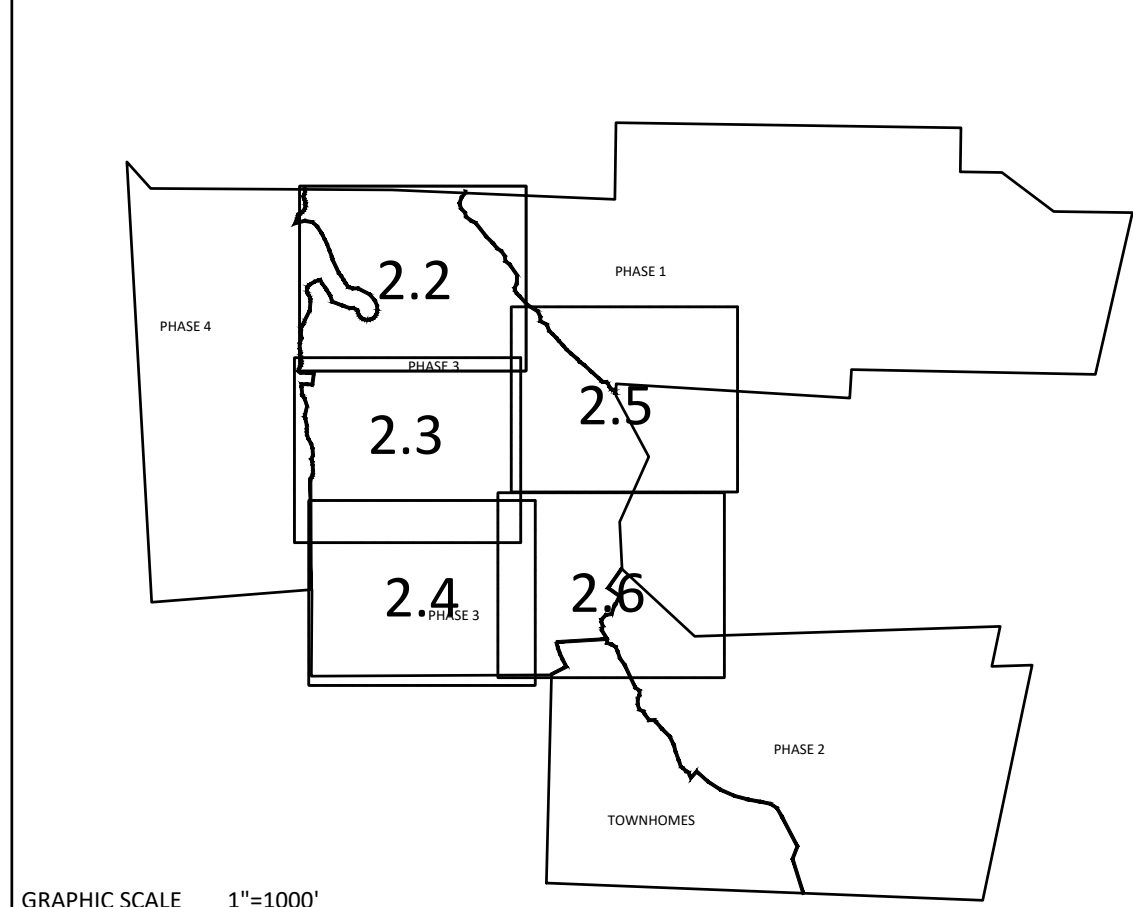 PHASE 1
2.2
PHASE 4
PHASE 3
2.5
2.3
2.6
2.4
PHASE 3
PHASE 2
TOWNHOMES
GRAPHIC SCALE 1"=1000'